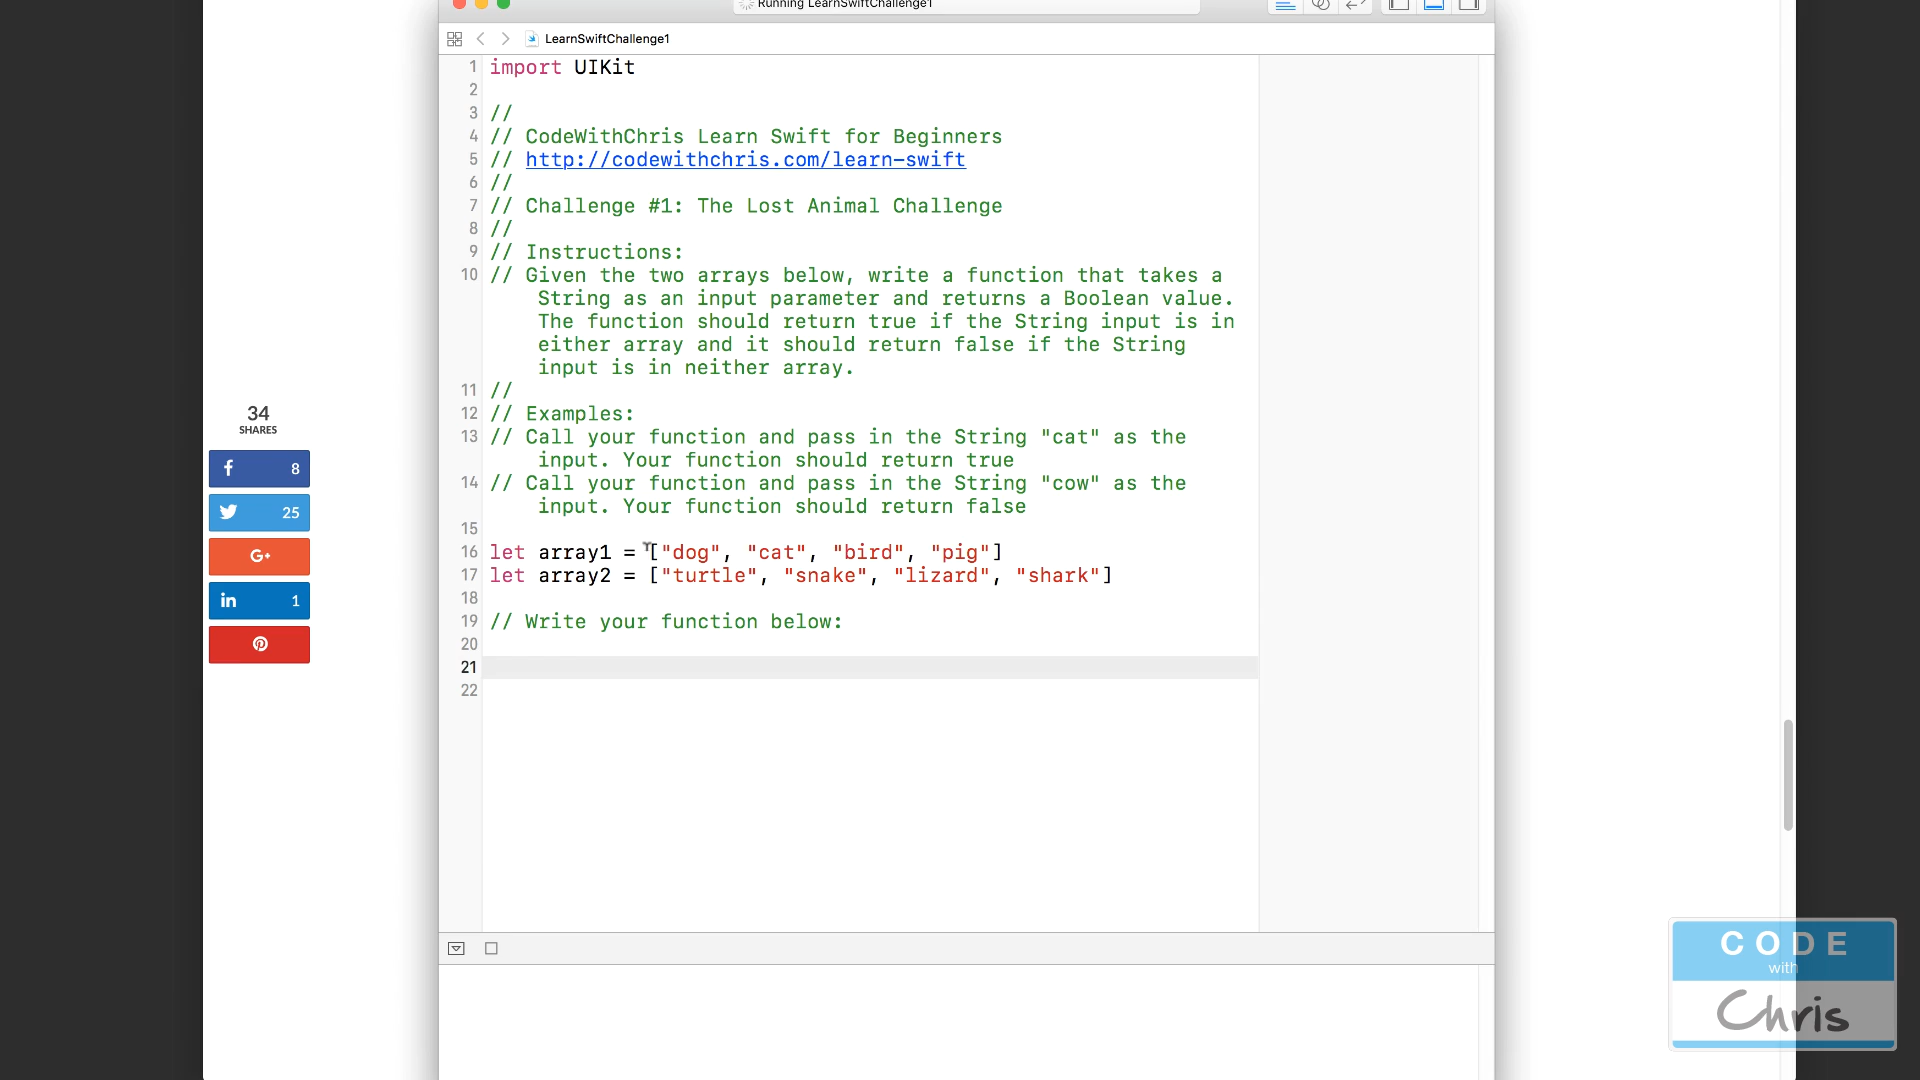 Running LearnSwiftChallenge1
LearnSwiftChallenge1
1 import UIKit
2
3 //
4 // CodeWithChris Learn Swift for Beginners
5 // http://codewithchris.com/learn-swift
6 //
7 // Challenge #1: The Lost Animal Challenge
8 //
9 // Instructions:
10 // Given the two arrays below, write a function that takes a
String as an input parameter and returns a Boolean value.
The function should return true if the String input is in
either array and it should return false if the String
input is in neither array.
11 //
12 // Examples:
13 // Call your function and pass in the String "cat" as the
input. Your function should return true
14 // Call your function and pass in the String "cow" as the
input. Your function should return false
15
16 let array1 = ["dog", "cat", "bird", "pig"]
17 let array2 = ["turtle", "snake", "lizard", "shark"]
18
19 // Write your function below:
20
21
22
34
SHARES
f 8
25
G+
in 1
CODE
with
Chris